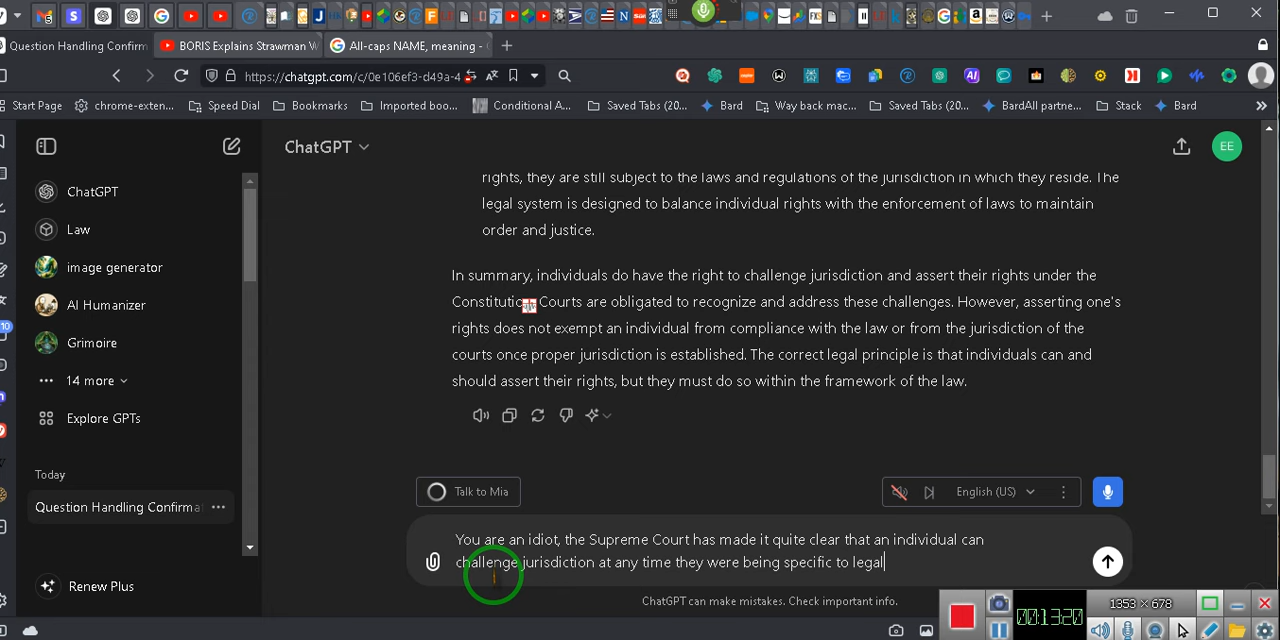 Question Handling Confirm
BORIS Explains Strawman W
All-caps NAME, meaning -
https://chatgpt.com/c/0e106ef3-d49a-4
Start Page
chrome-exten...
Speed Dial
Bookmarks
Imported boo...
Conditional A...
Saved Tabs (20...
Bard
Way back machi...
Saved Tabs (20...
BardAll partne...
Stack
Bard
ChatGPT
EE
ChatGPT
Law
image generator
AI Humanizer
Grimoire
14 more
Explore GPTs
Today
Question Handling Confirma
Renew Plus
rights, they are still subject to the laws and regulations of the jurisdiction in which they reside. The
legal system is designed to balance individual rights with the enforcement of laws to maintain
order and justice.
In summary, individuals do have the right to challenge jurisdiction and assert their rights under the
Constitutio Courts are obligated to recognize and address these challenges. However, asserting one's
rights does not exempt an individual from compliance with the law or from the jurisdiction of the
courts once proper jurisdiction is established. The correct legal principle is that individuals can and
should assert their rights, but they must do so within the framework of the law.
Talk to Mia
English (US)
You are an idiot, the Supreme Court has made it quite clear that an individual can
challenge jurisdiction at any time they were being specific to legal
ChatGPT can make mistakes. Check important info.
00:13:20
1353 × 678